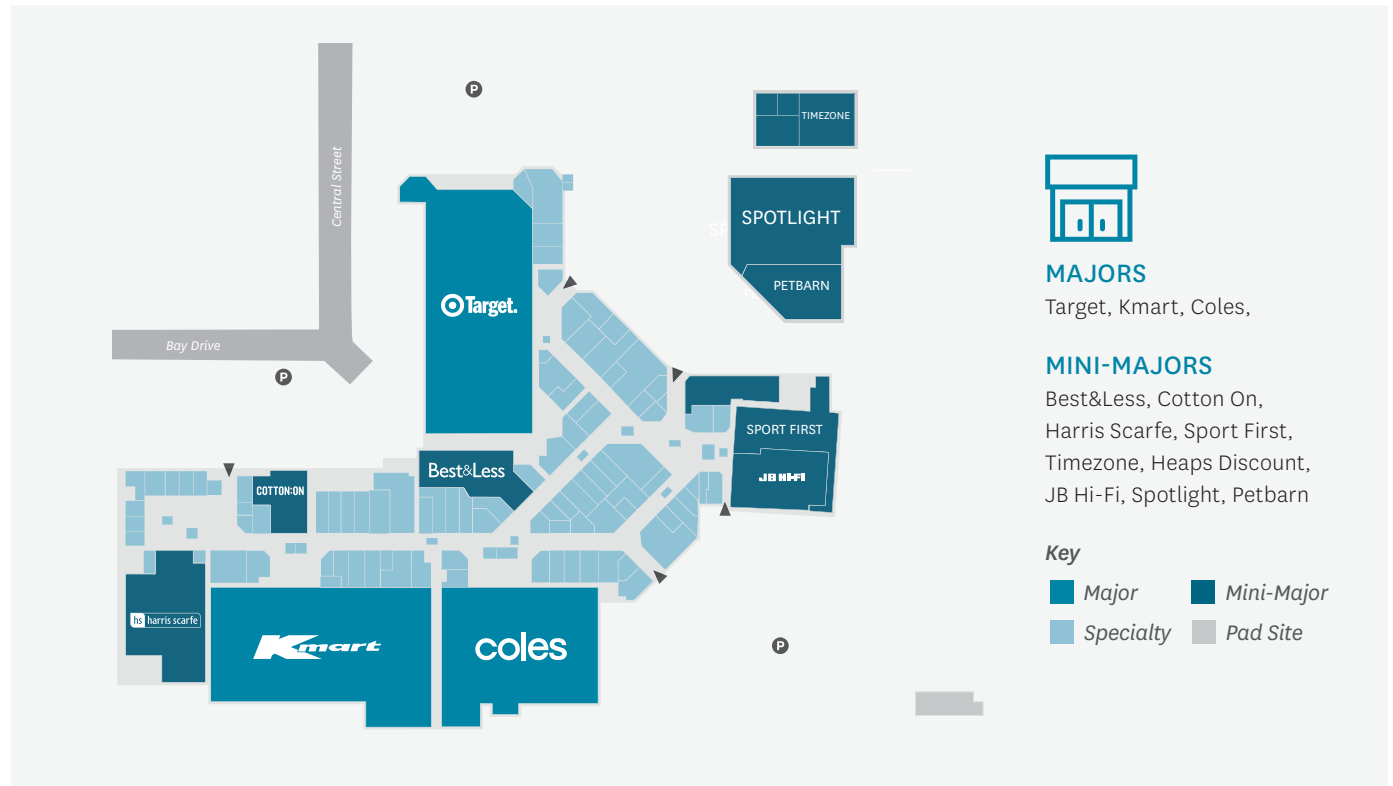 P
TIMEZONE
Central Street
SPOTLIGHT
SP
PETBARN
Target.
Bay Drive
P
SPORT FIRST
Best&Less
JB HI-FI
COTTON:ON
hs harris scarfe
Kmart
coles
P
MAJORS
Target, Kmart, Coles,
MINI-MAJORS
Best&Less, Cotton On,
Harris Scarfe, Sport First,
Timezone, Heaps Discount,
JB Hi-Fi, Spotlight, Petbarn
Key
Major
Mini-Major
Specialty
Pad Site